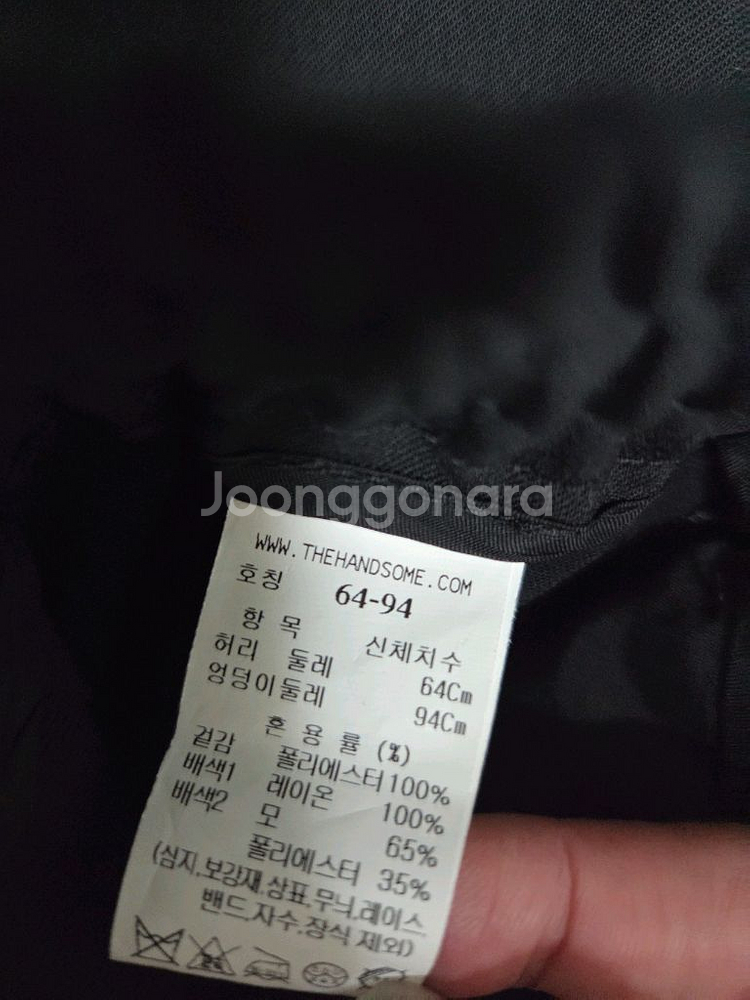 Joonggonara
WWW.THEHANDSOME.COM
호칭 64-94
항 목 신체치수
허리 둘레 64Cm
엉덩이둘레 94Cm
혼 용 률 (%)
겉감 폴리에스터100%
배색1 레이온 100%
배색2 모 65%
폴리에스터 35%
(심지,보강재,상표,무늬,레이스
밴드,자수,장식 제외)